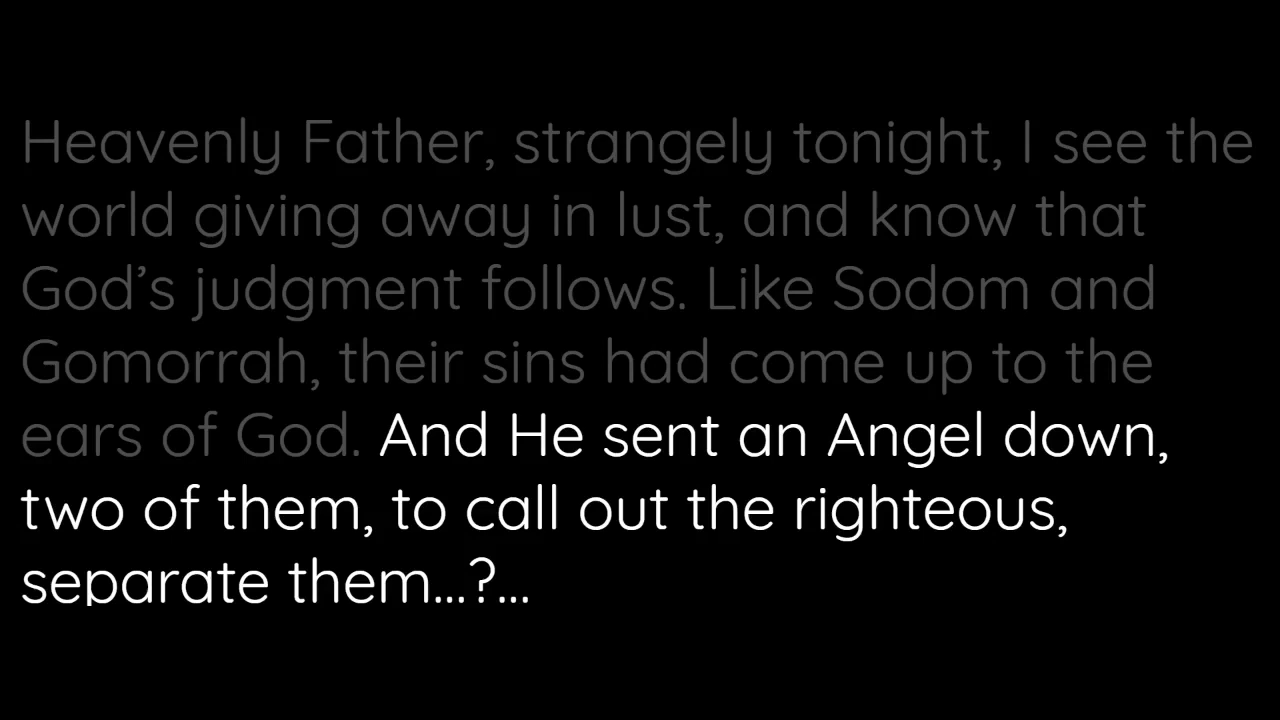 Heavenly Father, strangely tonight, I see the
world giving away in lust, and know that
God’s judgment follows. Like Sodom and
Gomorrah, their sins had come up to the
ears of God. And He sent an Angel down,
two of them, to call out the righteous,
separate them...?...